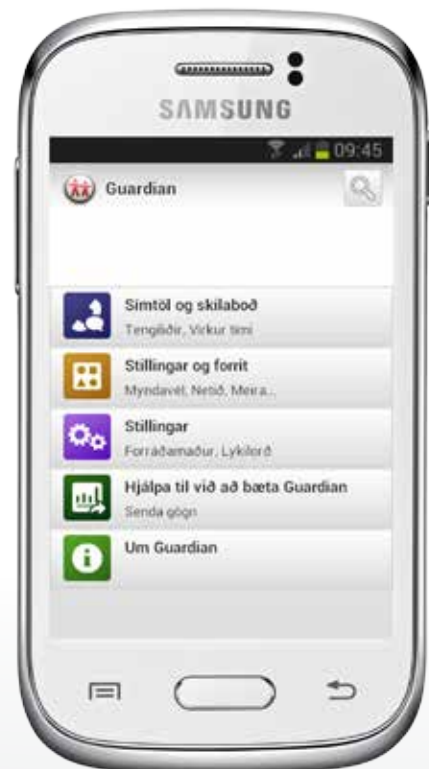 SAMSUNG
09:45
Guardian
Símtöl og skilaboð
Tengiliðir, Virkur tími
Stillingar og forrit
Myndavél, Netið, Meira...
Stillingar
Forráðamaður, Lykilorð
Hjálpa til við að bæta Guardian
Senda gögn
Um Guardian